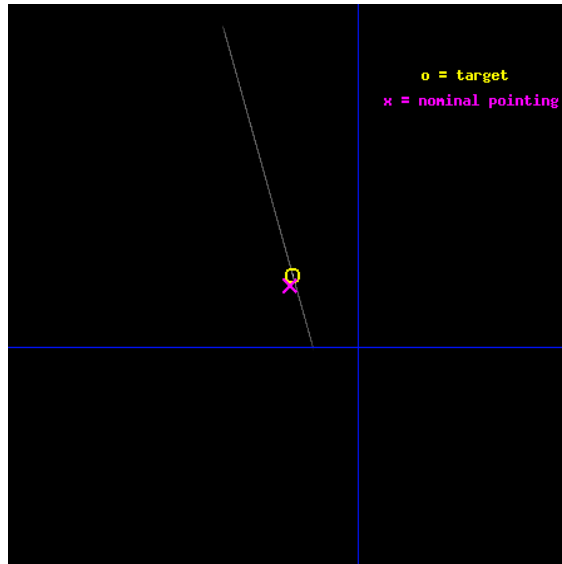 o = target
x = nominal pointing